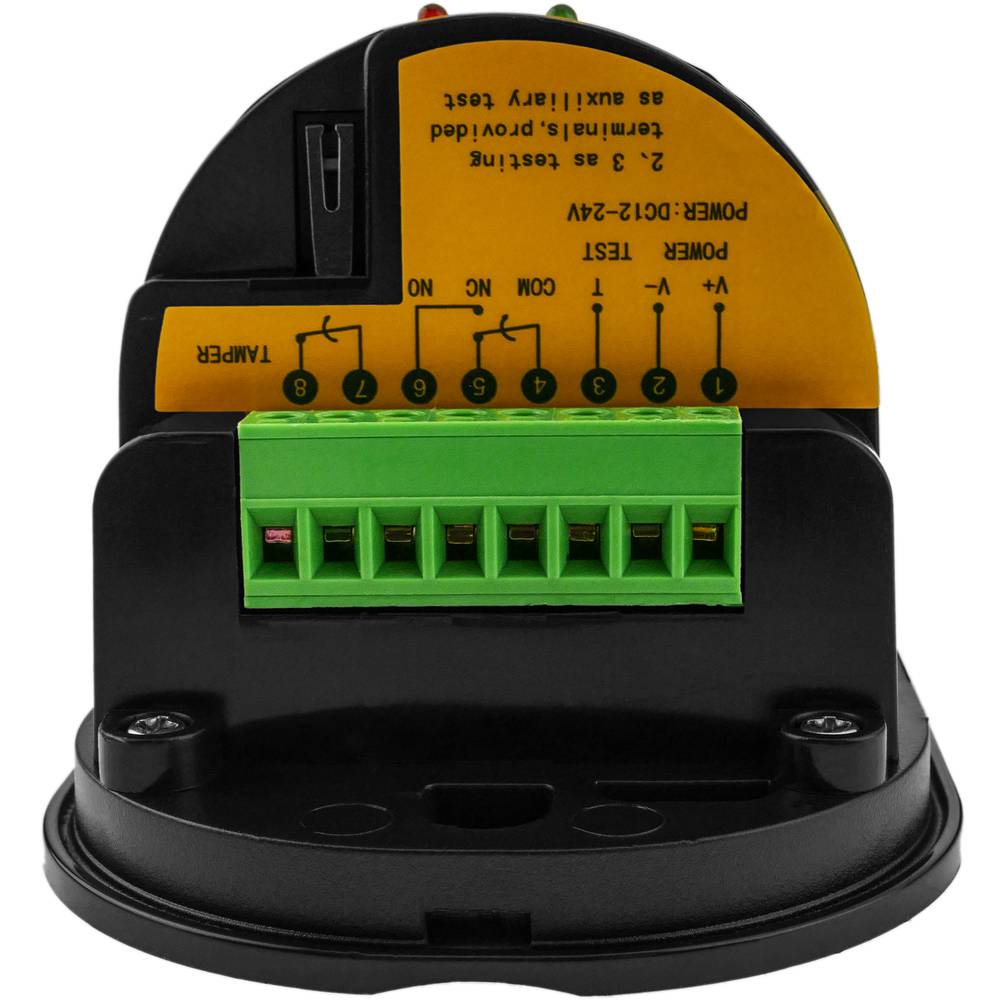 1 2 3 4 5 6 7 8
TAMPER
V+ V- T COM NC NO
POWER TEST
POWER:DC12-24V
2、3 as testing
terminals,provided
as auxiliary test